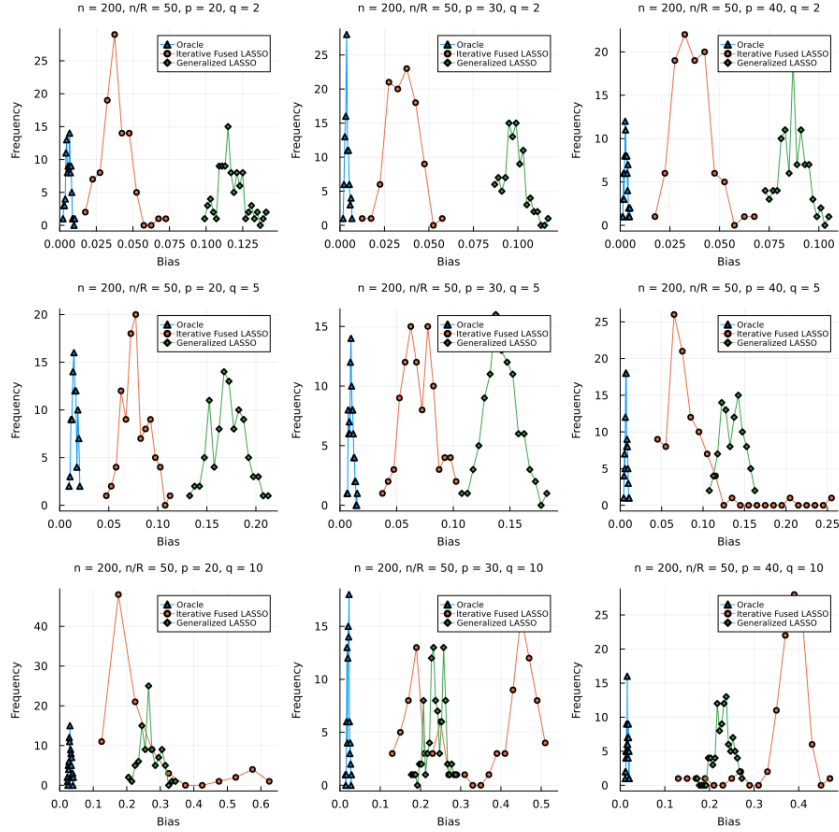 n = 200, n/R = 50, p = 20, q = 2
n = 200, n/R = 50, p = 30, q = 2
n = 200, n/R = 50, p = 40, q = 2
Oracle
Iterative Fused LASSO
Generalized LASSO
Oracle
Iterative Fused LASSO
Generalized LASSO
Oracle
Iterative Fused LASSO
Generalized LASSO
Frequency
25
20
15
10
5
0
Frequency
25
20
15
10
5
0
Frequency
20
15
10
5
0
0.000 0.025 0.050 0.075 0.100 0.125
0.000 0.025 0.050 0.075 0.100
0.000 0.025 0.050 0.075 0.100
Bias
Bias
Bias
n = 200, n/R = 50, p = 20, q = 5
n = 200, n/R = 50, p = 30, q = 5
n = 200, n/R = 50, p = 40, q = 5
Oracle
Iterative Fused LASSO
Generalized LASSO
Oracle
Iterative Fused LASSO
Generalized LASSO
Oracle
Iterative Fused LASSO
Generalized LASSO
Frequency
20
15
10
5
0
Frequency
15
10
5
0
Frequency
25
20
15
10
5
0
0.00 0.05 0.10 0.15 0.20
0.00 0.05 0.10 0.15
0.00 0.05 0.10 0.15 0.20 0.25
Bias
Bias
Bias
n = 200, n/R = 50, p = 20, q = 10
n = 200, n/R = 50, p = 30, q = 10
n = 200, n/R = 50, p = 40, q = 10
Oracle
Iterative Fused LASSO
Generalized LASSO
Oracle
Iterative Fused LASSO
Generalized LASSO
Oracle
Iterative Fused LASSO
Generalized LASSO
Frequency
40
30
20
10
0
Frequency
15
10
5
0
Frequency
25
20
15
10
5
0
0.0 0.1 0.2 0.3 0.4 0.5 0.6
0.0 0.1 0.2 0.3 0.4 0.5
0.0 0.1 0.2 0.3 0.4
Bias
Bias
Bias